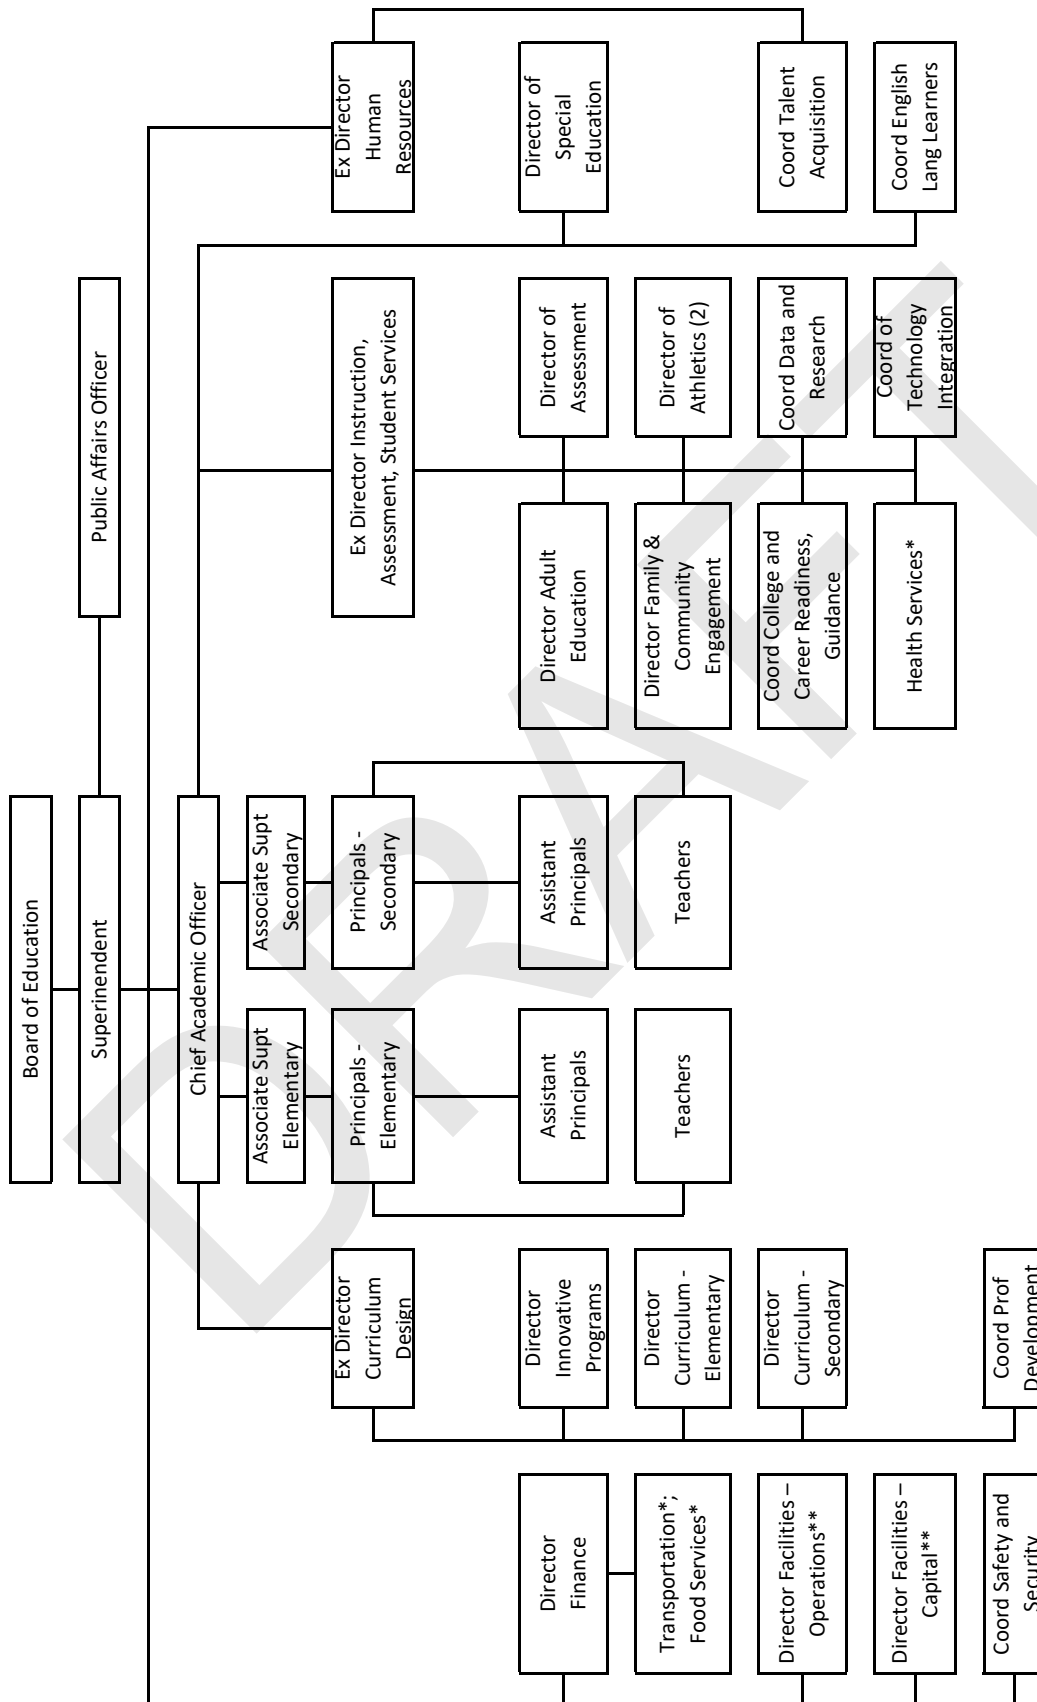 Board of Education
Superinendent
Public Affairs Officer
Chief Academic Officer
Associate Supt
Elementary
Associate Supt
Secondary
Ex Director
Curriculum
Design
Principals -
Elementary
Principals -
Secondary
Ex Director Instruction,
Assessment, Student Services
Ex Director
Human
Resources
Director
Finance
Director
Innovative
Programs
Assistant
Principals
Assistant
Principals
Director Adult
Education
Director of
Assessment
Director of
Special
Education
Transportation*;
Food Services*
Director
Curriculum -
Elementary
Teachers
Teachers
Director Family &
Community
Engagement
Director of
Athletics (2)
Director Facilities –
Operations**
Director
Curriculum -
Secondary
Coord College and
Career Readiness,
Guidance
Coord Data and
Research
Coord Talent
Acquisition
Director Facilities –
Capital**
Health Services*
Coord of
Technology
Integration
Coord English
Lang Learners
Coord Safety and
Security
Coord Prof
Development
DRAFT